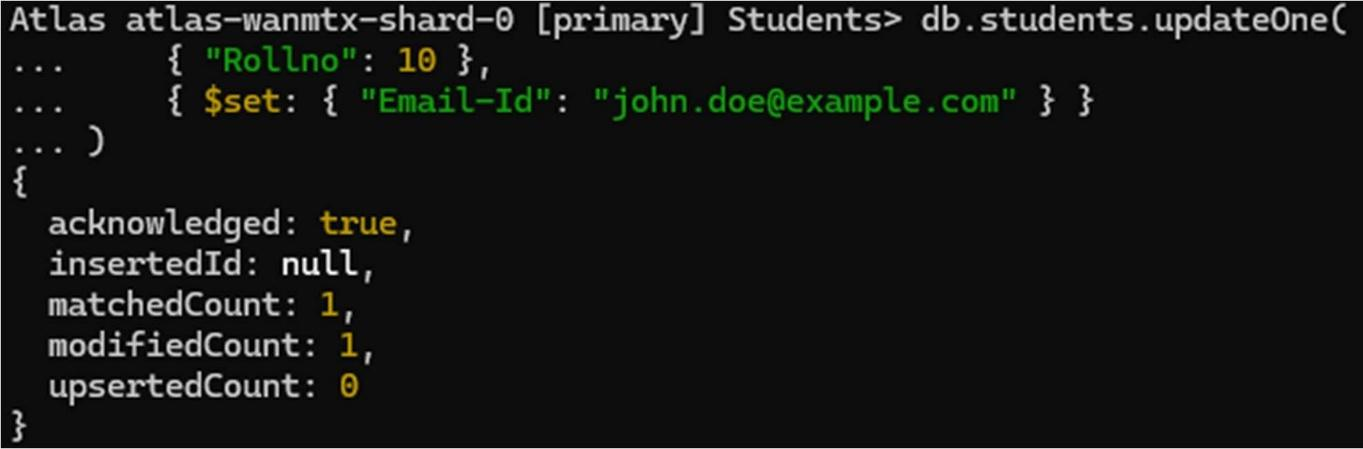 Atlas atlas-wanmtx-shard-0 [primary] Students> db.students.updateOne(
...     { "Rollno": 10 },
...     { $set: { "Email-Id": "john.doe@example.com" } }
... )
{
  acknowledged: true,
  insertedId: null,
  matchedCount: 1,
  modifiedCount: 1,
  upsertedCount: 0
}